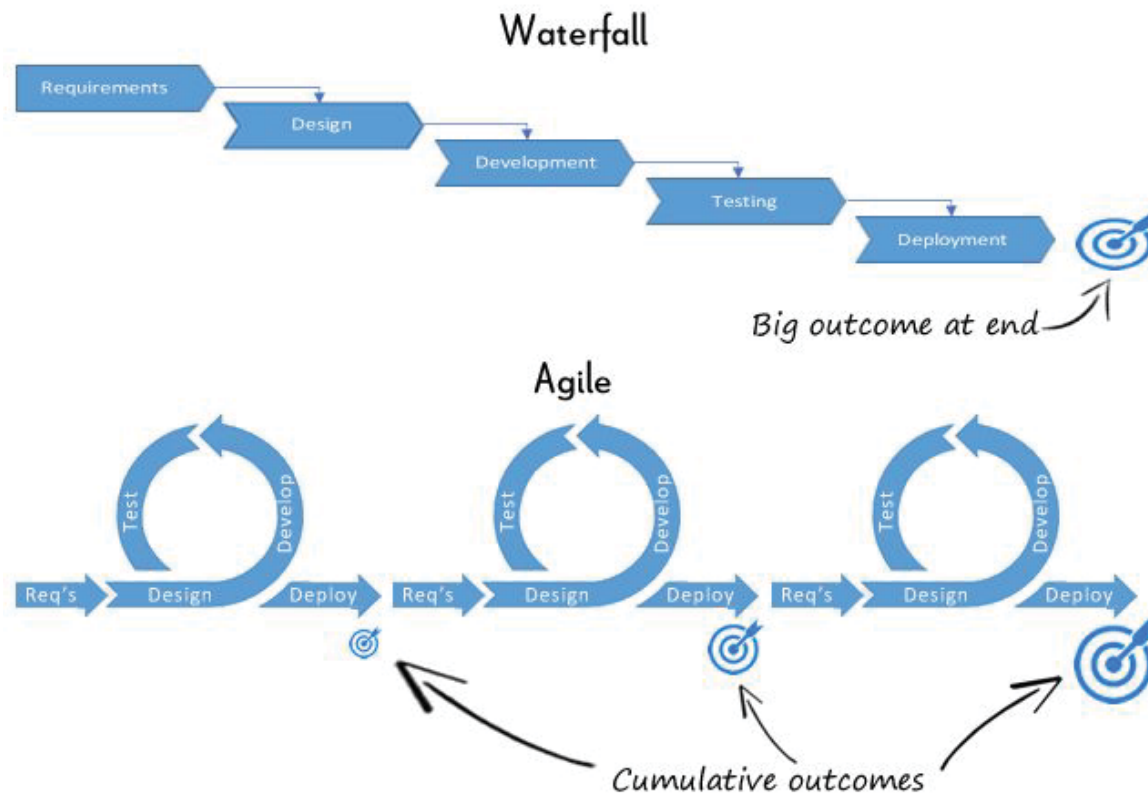 Waterfall
Requirements
Design
Development
Testing
Deployment
Big outcome at end
Agile
Test
Develop
Req's
Design
Deploy
Test
Develop
Req's
Design
Deploy
Test
Develop
Req's
Design
Deploy
Cumulative outcomes